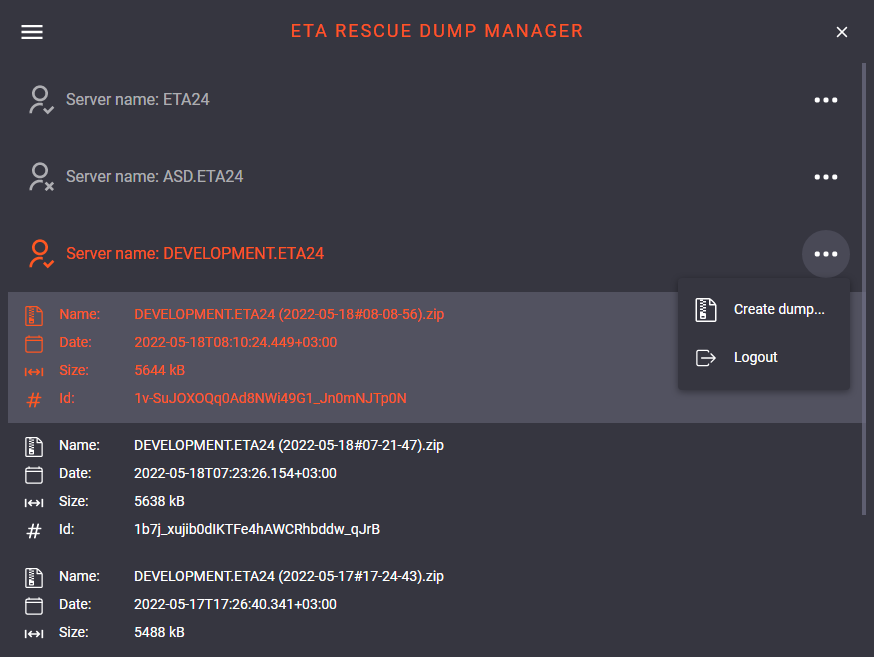 ETA RESCUE DUMP MANAGER
Server name: ETA24
Server name: ASD.ETA24
Server name: DEVELOPMENT.ETA24
Create dump...
Logout
Name: DEVELOPMENT.ETA24 (2022-05-18#08-08-56).zip
Date: 2022-05-18T08:10:24.449+03:00
Size: 5644 kB
Id: 1v-SuJOXOQq0Ad8NWi49G1_Jn0mNJTp0N
Name: DEVELOPMENT.ETA24 (2022-05-18#07-21-47).zip
Date: 2022-05-18T07:23:26.154+03:00
Size: 5638 kB
Id: 1b7j_xujib0dIKTFe4hAWCRhbddw_qJrB
Name: DEVELOPMENT.ETA24 (2022-05-17#17-24-43).zip
Date: 2022-05-17T17:26:40.341+03:00
Size: 5488 kB